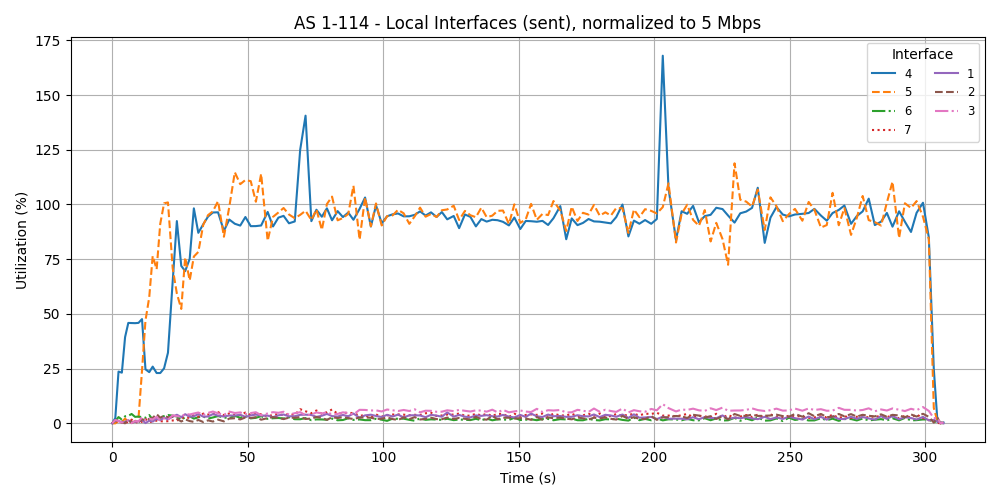 AS 1-114 - Local Interfaces (sent), normalized to 5 Mbps
Utilization (%)
175
150
125
100
75
50
25
0
0 50 100 150 200 250 300
Time (s)
Interface
4 1
5 2
6 3
7